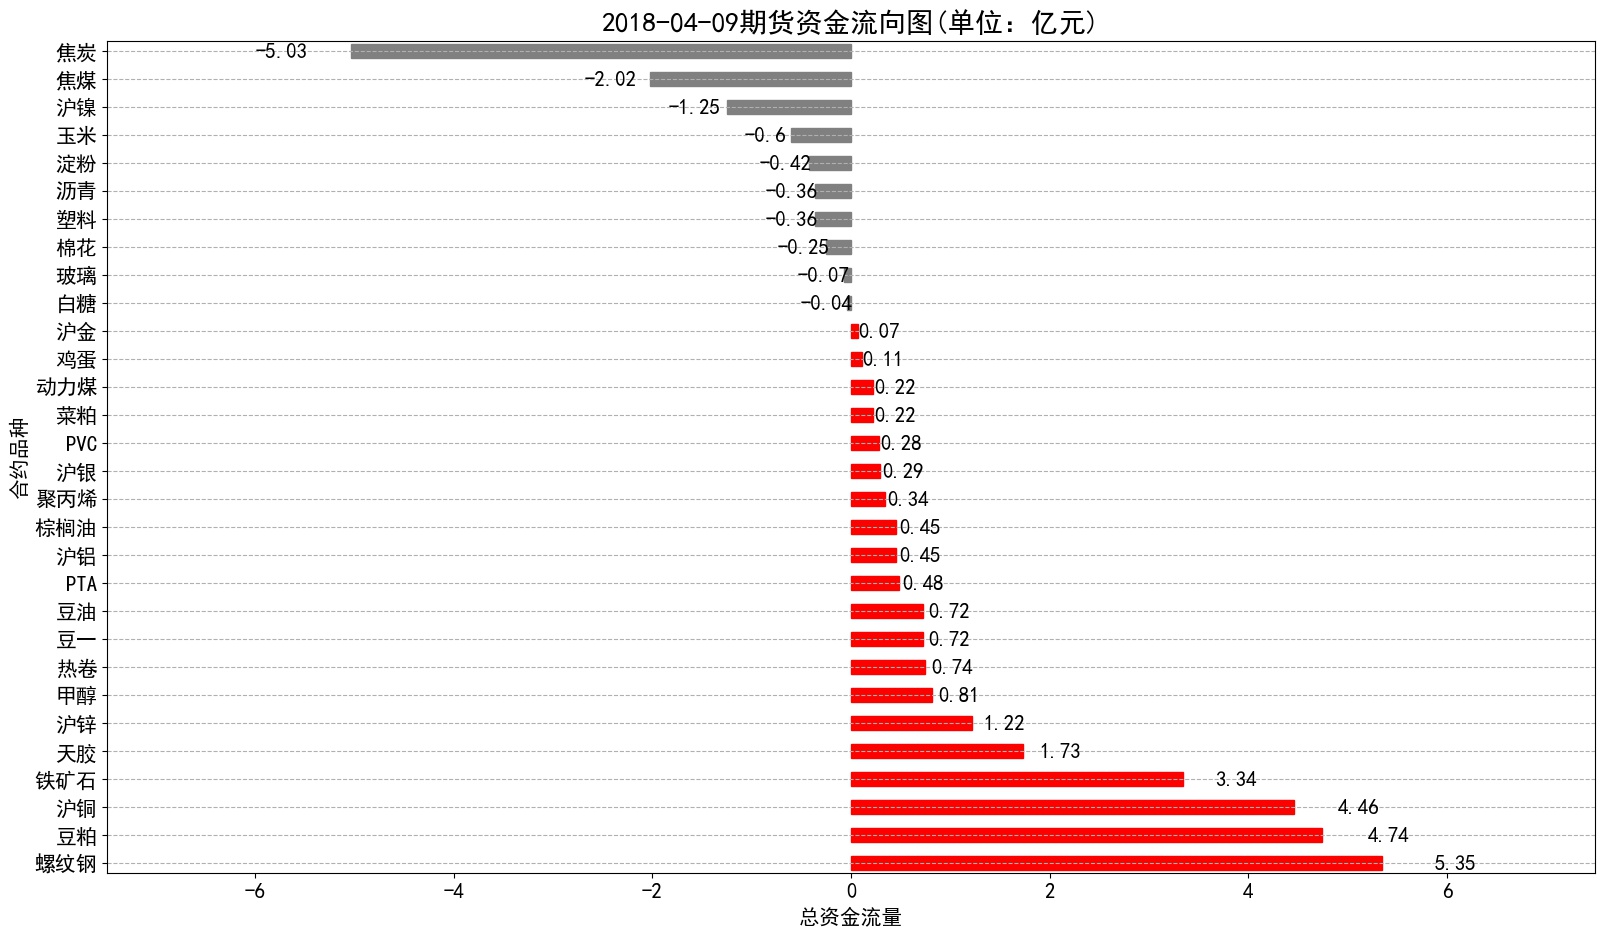 2018-04-09期货资金流向图(单位：亿元)
焦炭 -5.03
焦煤 -2.02
沪镍 -1.25
玉米 -0.6
淀粉 -0.42
沥青 -0.36
塑料 -0.36
棉花 -0.25
玻璃 -0.07
白糖 -0.04
沪金 0.07
鸡蛋 0.11
动力煤 0.22
菜粕 0.22
PVC 0.28
沪银 0.29
聚丙烯 0.34
棕榈油 0.45
沪铝 0.45
PTA 0.48
豆油 0.72
豆一 0.72
热卷 0.74
甲醇 0.81
沪锌 1.22
天胶 1.73
铁矿石 3.34
沪铜 4.46
豆粕 4.74
螺纹钢 5.35
合约品种
-6 -4 -2 0 2 4 6
总资金流量